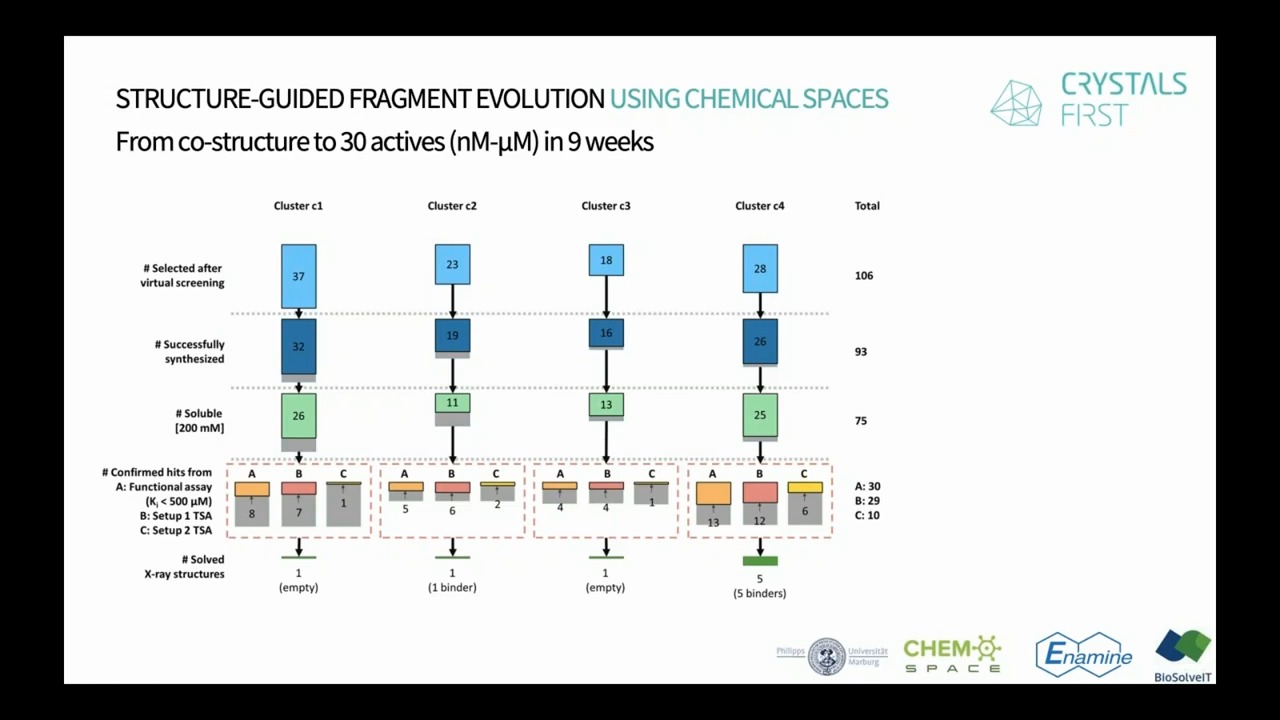 STRUCTURE-GUIDED FRAGMENT EVOLUTION USING CHEMICAL SPACES
From co-structure to 30 actives (nM-µM) in 9 weeks
CRYSTALS
FIRST
Cluster c1 Cluster c2 Cluster c3 Cluster c4 Total
# Selected after
virtual screening
37 23 18 28 106
# Successfully
synthesized
32 19 16 26 93
# Soluble
[200 mM]
26 11 13 25 75
# Confirmed hits from
A: Functional assay
(Ki < 500 µM)
B: Setup 1 TSA
C: Setup 2 TSA
A B C A B C A B C A B C
8 7 1 5 6 2 4 4 1 13 12 6
A: 30
B: 29
C: 10
# Solved
X-ray structures
1 1 1 5
(empty) (1 binder) (empty) (5 binders)
Philipps Universität
Marburg
CHEM
SPACE
Enamine
BioSolveIT